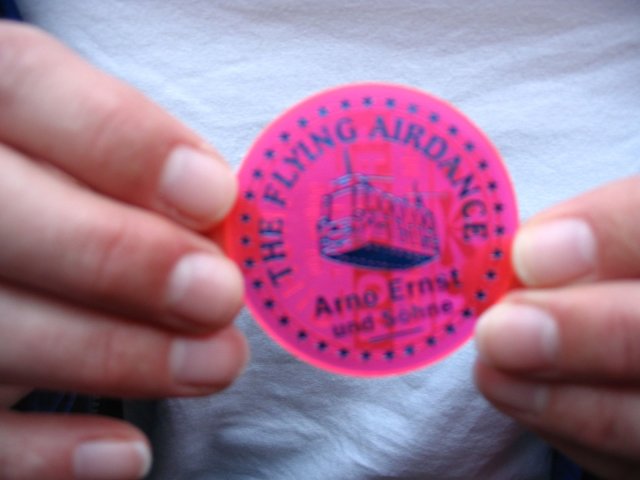 THE FLYING AIRDANCE
Arno Ernst
und Söhne